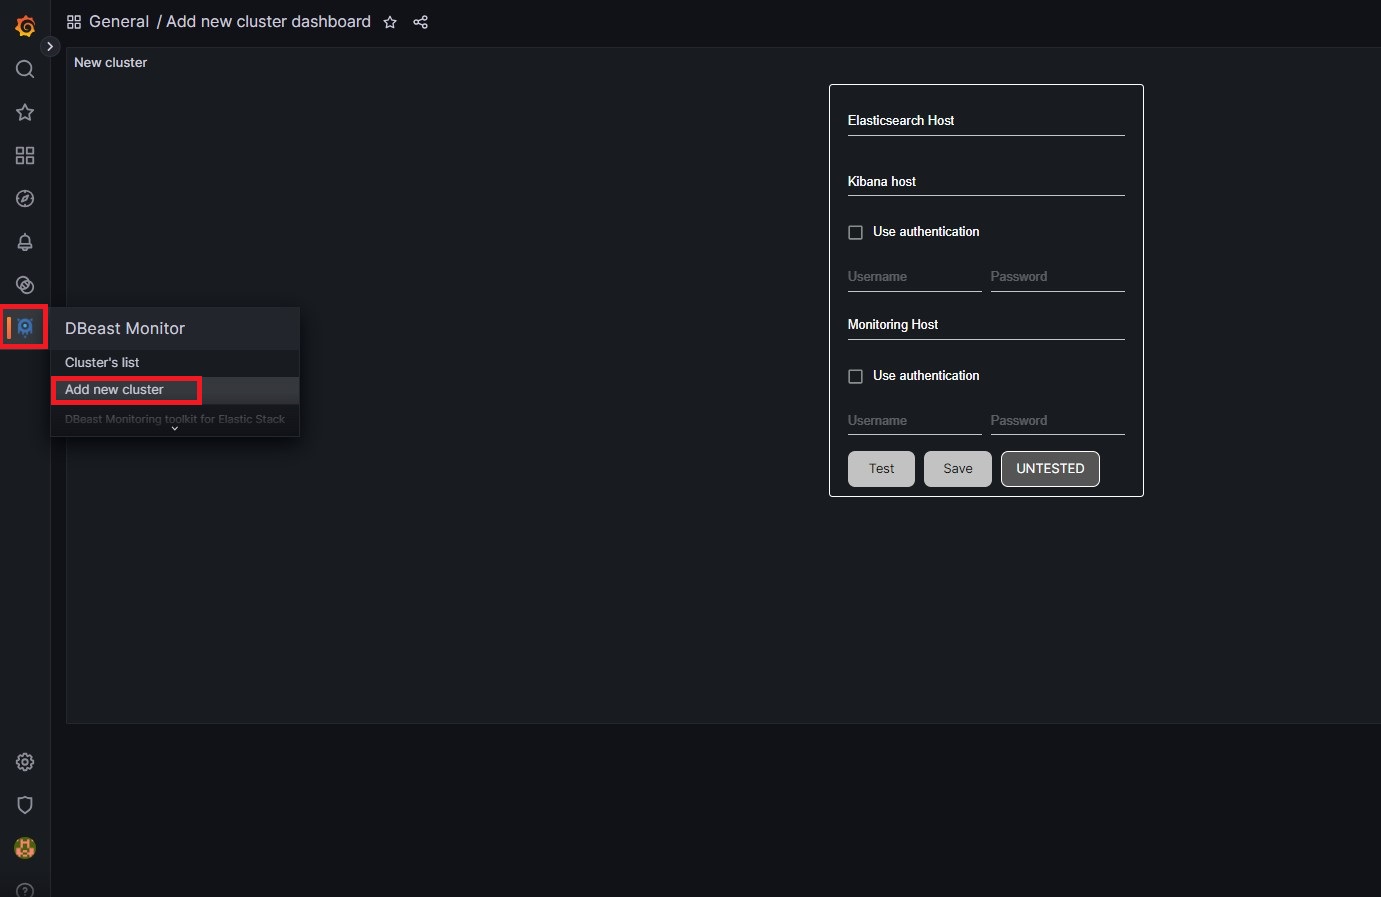 General / Add new cluster dashboard
New cluster
Elasticsearch Host
Kibana host
Use authentication
Username Password
DBeast Monitor
Monitoring Host
Cluster's list
Use authentication
Add new cluster
DBeast Monitoring toolkit for Elastic Stack
Username Password
Test Save UNTESTED